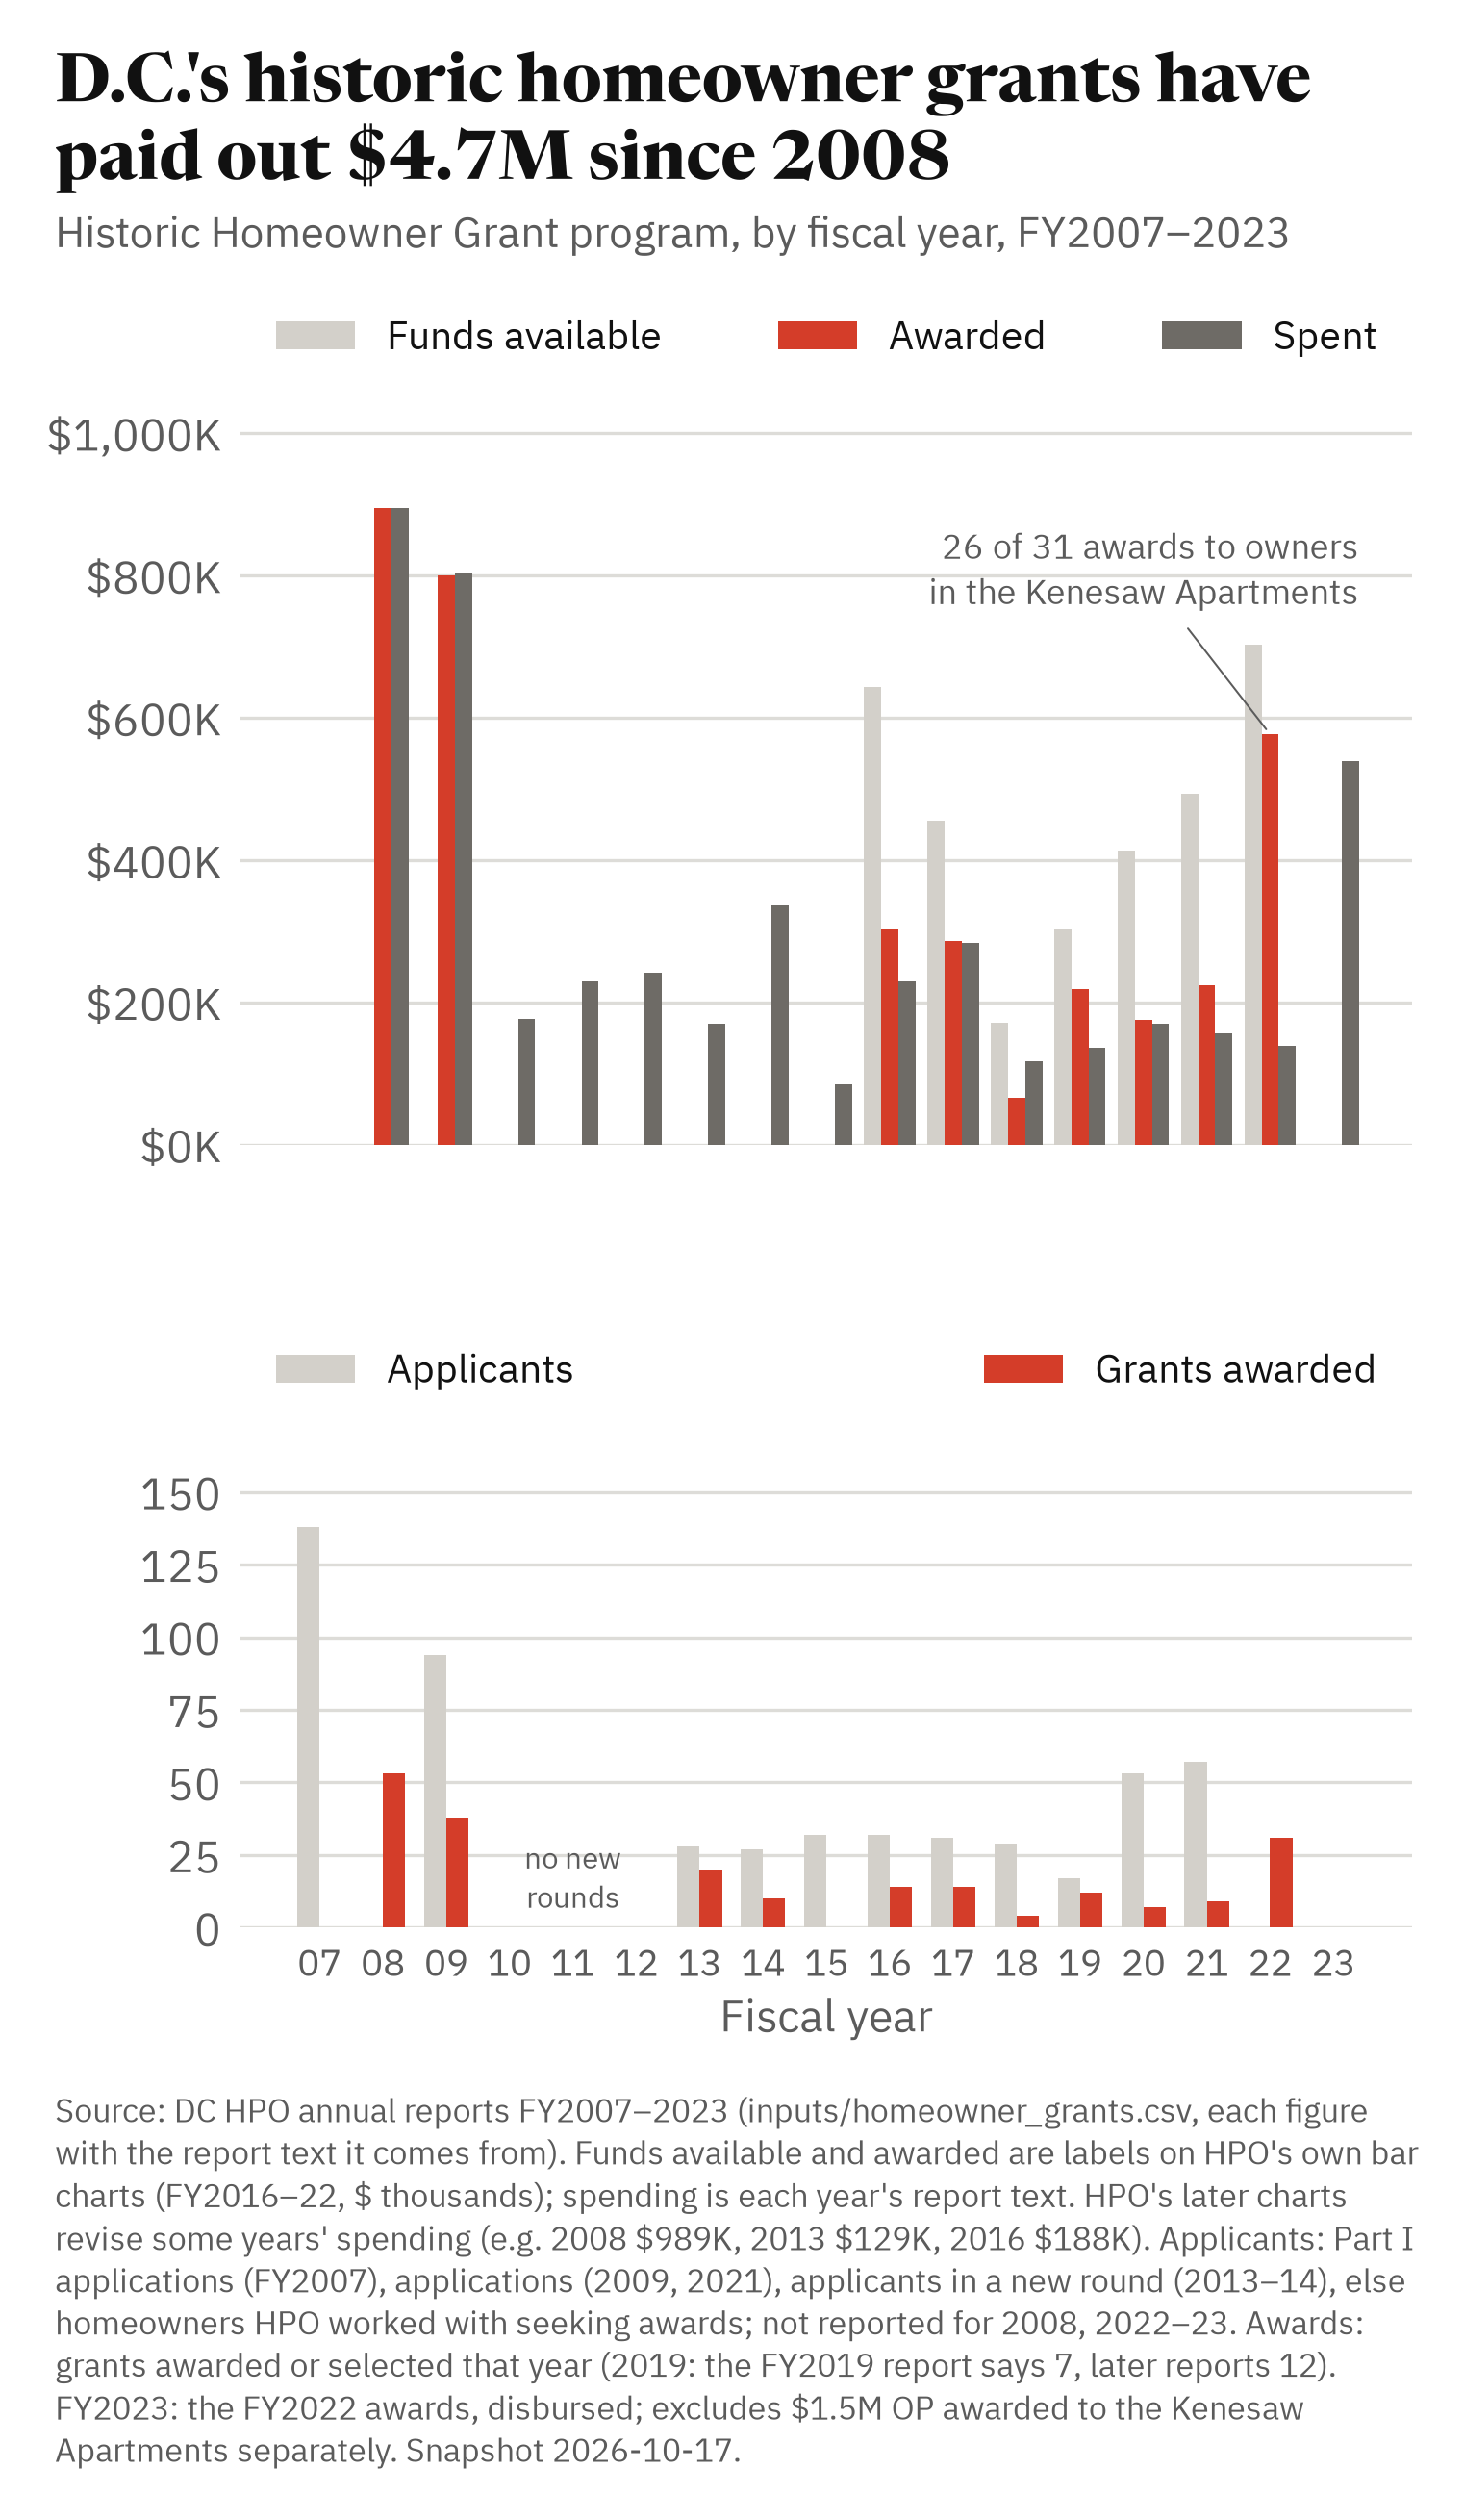 D.C.'s historic homeowner grants have
paid out $4.7M since 2008
Historic Homeowner Grant program, by fiscal year, FY2007–2023
Funds available
Awarded
Spent
$1,000K
$800K
$600K
$400K
$200K
$0K
26 of 31 awards to owners
in the Kenesaw Apartments
Applicants
Grants awarded
150
125
100
75
50
25
0
no new
rounds
07 08 09 10 11 12 13 14 15 16 17 18 19 20 21 22 23
Fiscal year
Source: DC HPO annual reports FY2007–2023 (inputs/homeowner_grants.csv, each figure
with the report text it comes from). Funds available and awarded are labels on HPO's own bar
charts (FY2016–22, $ thousands); spending is each year's report text. HPO's later charts
revise some years' spending (e.g. 2008 $989K, 2013 $129K, 2016 $188K). Applicants: Part I
applications (FY2007), applications (2009, 2021), applicants in a new round (2013–14), else
homeowners HPO worked with seeking awards; not reported for 2008, 2022–23. Awards:
grants awarded or selected that year (2019: the FY2019 report says 7, later reports 12).
FY2023: the FY2022 awards, disbursed; excludes $1.5M OP awarded to the Kenesaw
Apartments separately. Snapshot 2026-10-17.